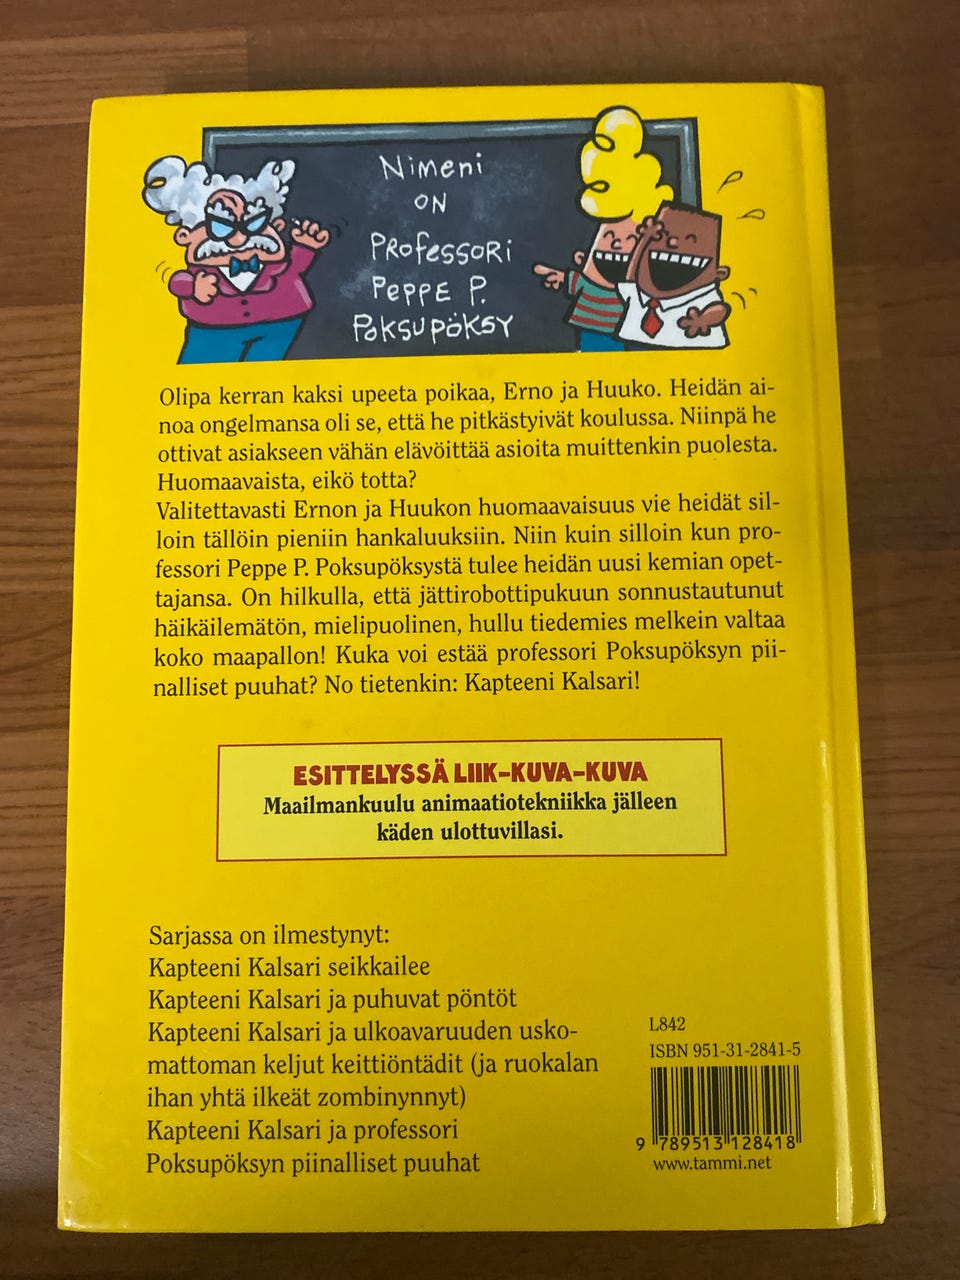 Nimeni
ON
PROFESSORi
PEPPE P.
POKSUPÖKSY
Olipa kerran kaksi upeeta poikaa, Erno ja Huuko. Heidän ai-
noa ongelmansa oli se, että he pitkästyivät koulussa. Niinpä he
ottivat asiakseen vähän elävöittää asioita muittenkin puolesta.
Huomaavaista, eikö totta?
Valitettavasti Ernon ja Huukon huomaavaisuus vie heidät sil-
loin tällöin pieniin hankaluuksiin. Niin kuin silloin kun pro-
fessori Peppe P. Poksupöksystä tulee heidän uusi kemian opet-
tajansa. On hilkulla, että jättirobottipukuun sonnustautunut
häikäilemätön, mielipuolinen, hullu tiedemies melkein valtaa
koko maapallon! Kuka voi estää professori Poksupöksyn pii-
nalliset puuhat? No tietenkin: Kapteeni Kalsari!
ESITTELYSSÄ LIIK-KUVA-KUVA
Maailmankuulu animaatiotekniikka jälleen
käden ulottuvillasi.
Sarjassa on ilmestynyt:
Kapteeni Kalsari seikkailee
Kapteeni Kalsari ja puhuvat pöntöt
Kapteeni Kalsari ja ulkoavaruuden usko-
mattoman keljut keittiöntädit (ja ruokalan
ihan yhtä ilkeät zombinynnyt)
Kapteeni Kalsari ja professori
Poksupöksyn piinalliset puuhat
L842
ISBN 951-31-2841-5
9 789513 128418
www.tammi.net